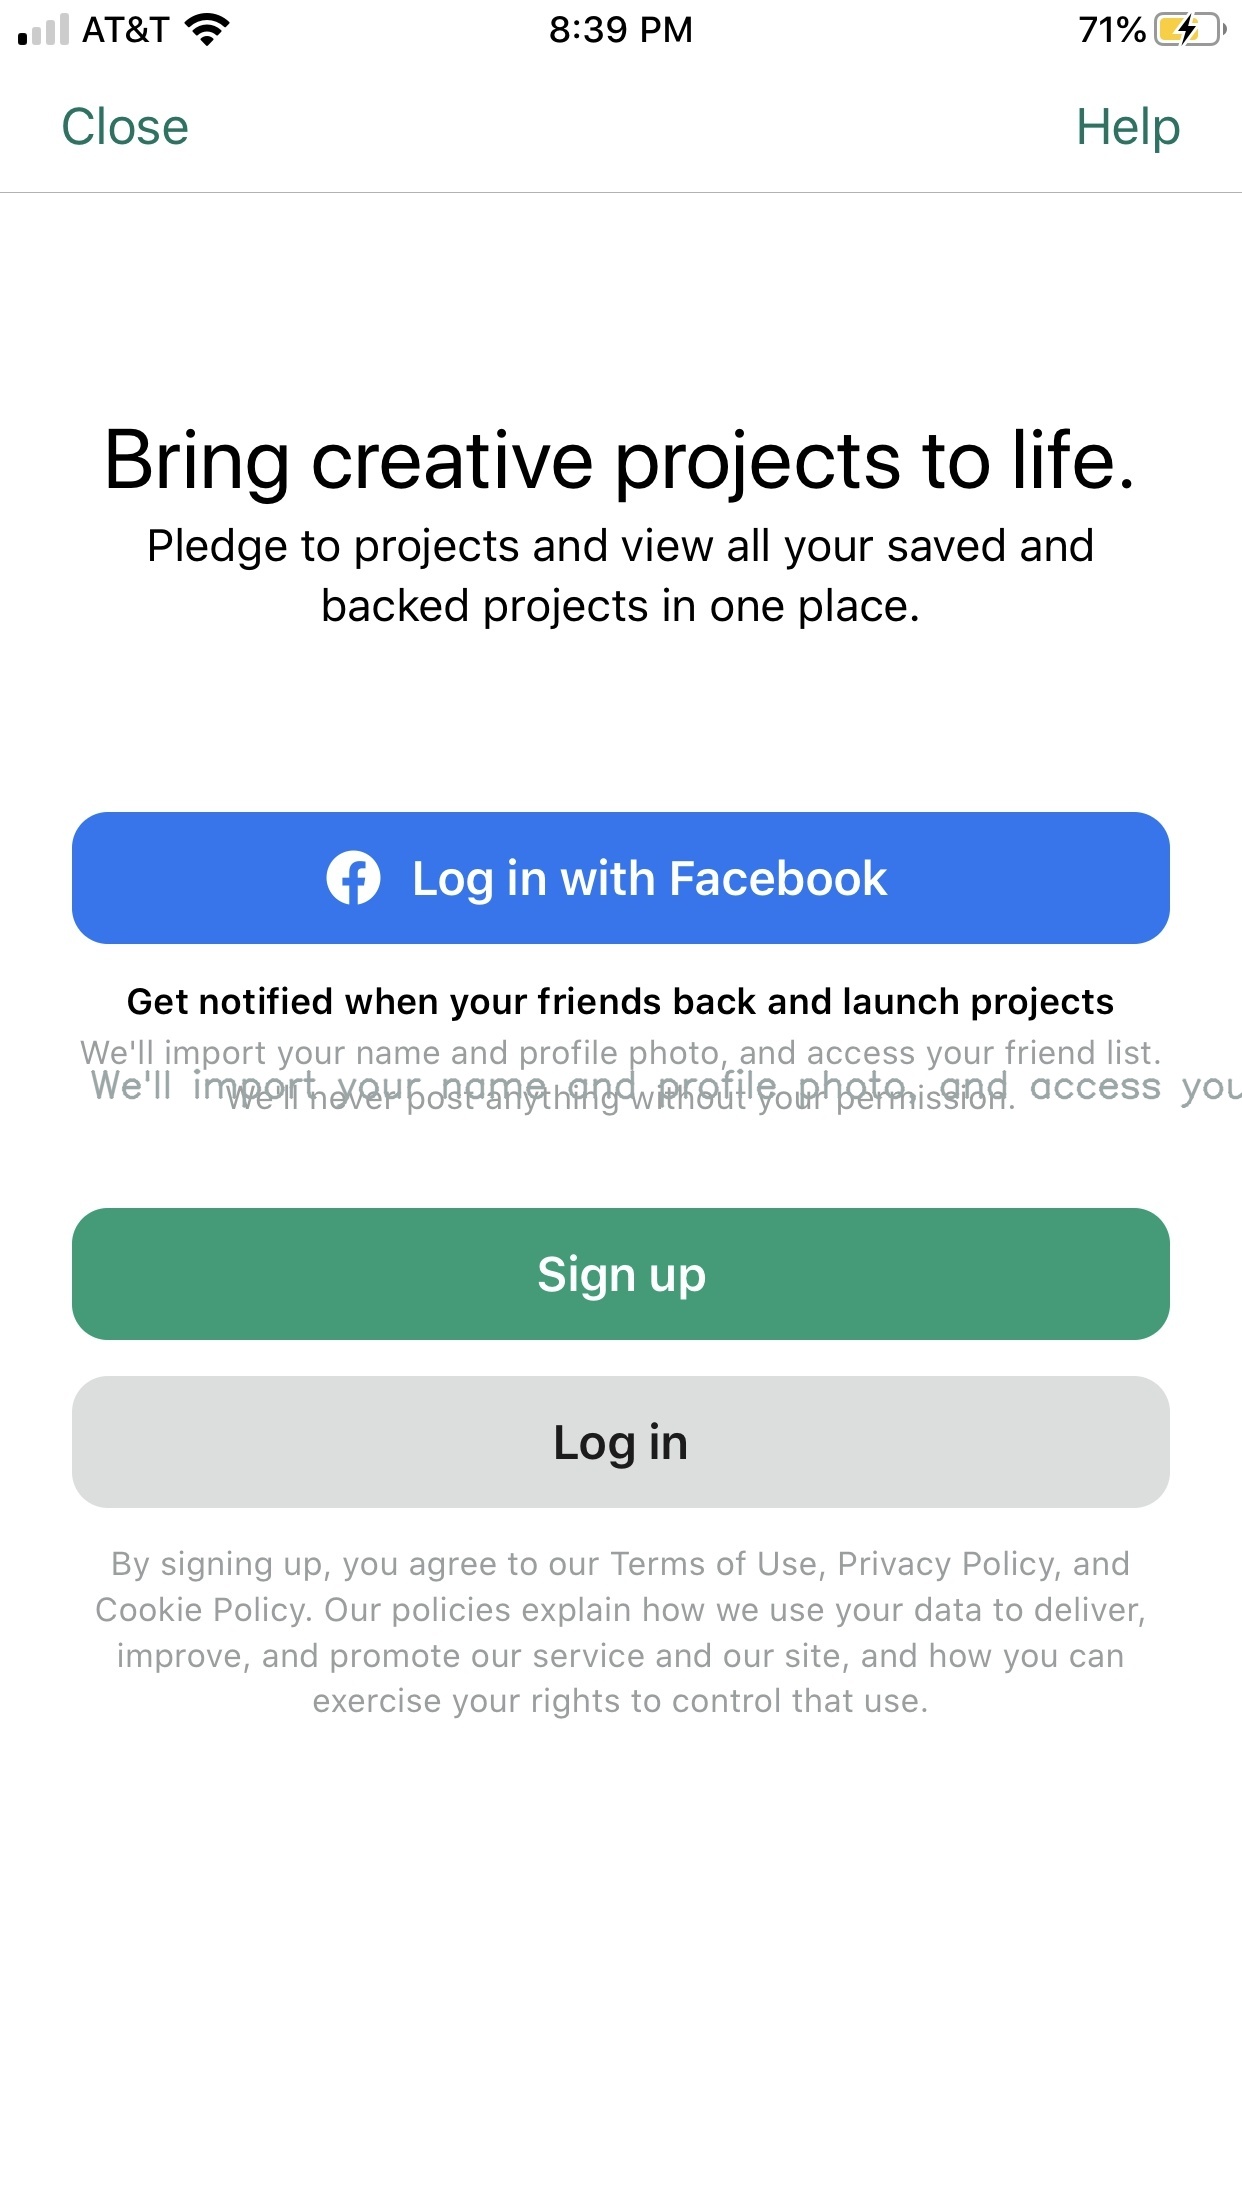 AT&T 8:39 PM 71%
Close Help
Bring creative projects to life.
Pledge to projects and view all your saved and
backed projects in one place.
Log in with Facebook
Get notified when your friends back and launch projects
We'll import your name and profile photo, and access your friend list.
We'll import your name and profile photo, and access you
We'll never post anything without your permission.
Sign up
Log in
By signing up, you agree to our Terms of Use, Privacy Policy, and
Cookie Policy. Our policies explain how we use your data to deliver,
improve, and promote our service and our site, and how you can
exercise your rights to control that use.